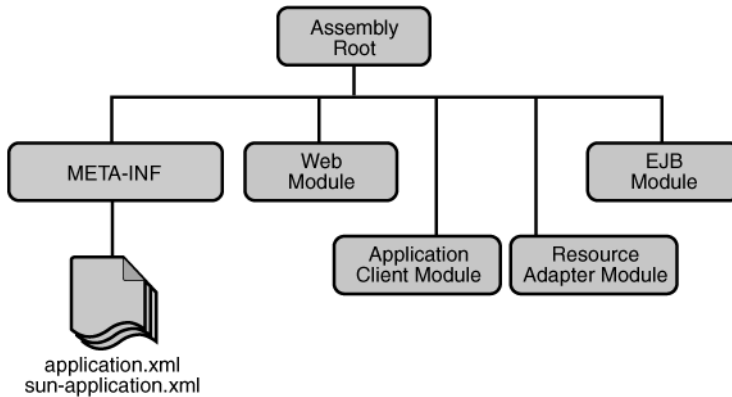 Assembly
Root
META-INF
Web
Module
EJB
Module
Application
Client Module
Resource
Adapter Module
application.xml
sun-application.xml